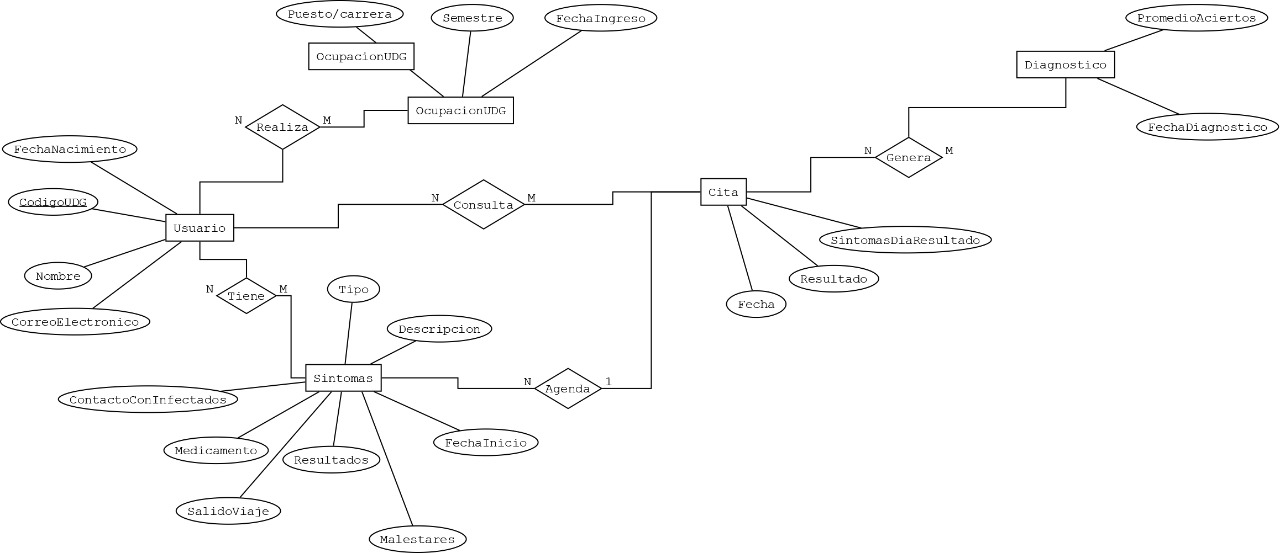 Puesto/carrera
Semestre
FechaIngreso
PromedioAciertos
OcupacionUDG
Diagnostico
OcupacionUDG
N
Realiza
M
FechaDiagnostico
FechaNacimiento
N
Genera
M
CodigoUDG
N
Consulta
M
Cita
Usuario
SintomasDiaResultado
Nombre
Resultado
N
Tiene
M
Tipo
Fecha
CorreoElectronico
Descripcion
Sintomas
N
Agenda
1
ContactoConInfectados
FechaInicio
Medicamento
Resultados
SalidoViaje
Malestares